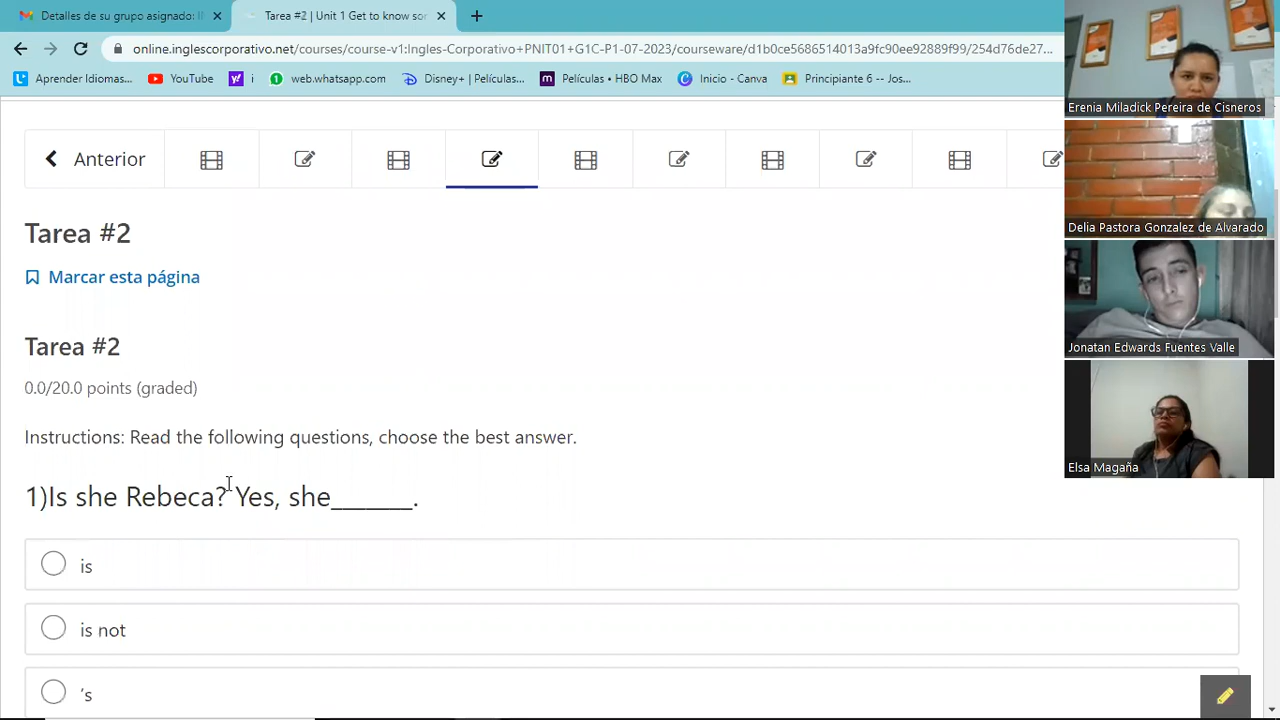 Detalles de su grupo asignado: I
Tarea #2 | Unit 1 Get to know sor
online.inglescorporativo.net/courses/course-v1:Ingles-Corporativo+PNIT01+G1C-P1-07-2023/courseware/d1b0ce568b514013a9fc90ee92889f99/254d76de27...
Aprender Idiomas...
YouTube
i
web.whatsapp.com
Disney+ | Películas...
Películas • HBO Max
Inicio - Canva
Principiante 6 -- Jos...
Anterior
Tarea #2
Marcar esta página
Tarea #2
0.0/20.0 points (graded)
Instructions: Read the following questions, choose the best answer.
1)Is she Rebeca? Yes, she_______.
is
is not
‘s
Erenia Miladick Pereira de Cisneros
Delia Pastora Gonzalez de Alvarado
Jonatan Edwards Fuentes Valle
Elsa Magaña